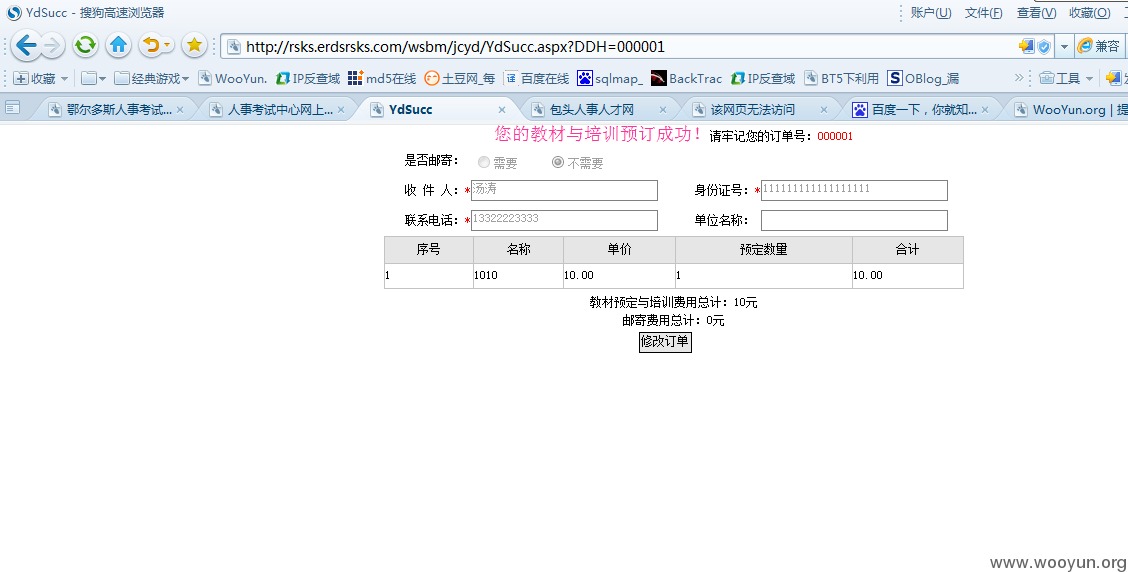 YdSucc - 搜狗高速浏览器
账户(U) 文件(F) 查看(V) 收藏(O)
http://rsks.erdsrsks.com/wsbm/jcyd/YdSucc.aspx?DDH=000001 兼容
收藏 经典游戏 WooYun. IP反查域 md5在线 土豆网_每 百度在线 sqlmap_ BackTrac IP反查域 BT5下利用 OBlog_漏 » 工具
鄂尔多斯人事考试... 人事考试中心网上... YdSucc 包头人事人才网 该网页无法访问 百度一下，你就知... WooYun.org | 提
您的教材与培训预订成功！ 请牢记您的订单号：000001
是否邮寄： 需要 不需要
收 件 人：*汤涛 身份证号：*111111111111111111
联系电话：*13322223333 单位名称：
序号 名称 单价 预定数量 合计
1 1010 10.00 1 10.00
教材预定与培训费用总计：10元
邮寄费用总计：0元
修改订单
www.wooyun.org